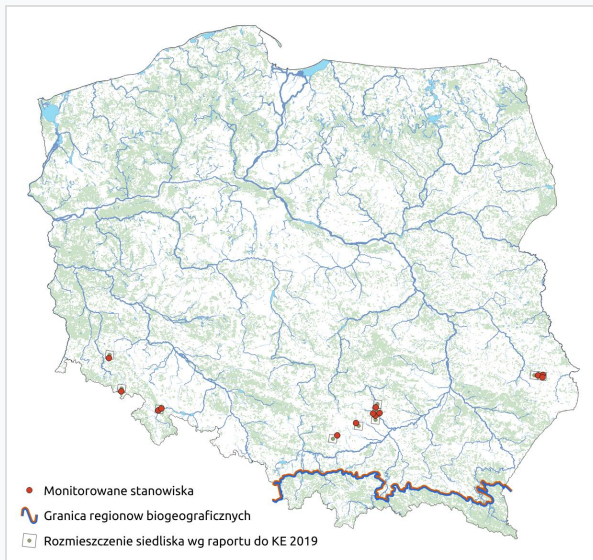 Monitorowane stanowiska
Granica regionow biogeograficznych
Rozmieszczenie siedliska wg raportu do KE 2019